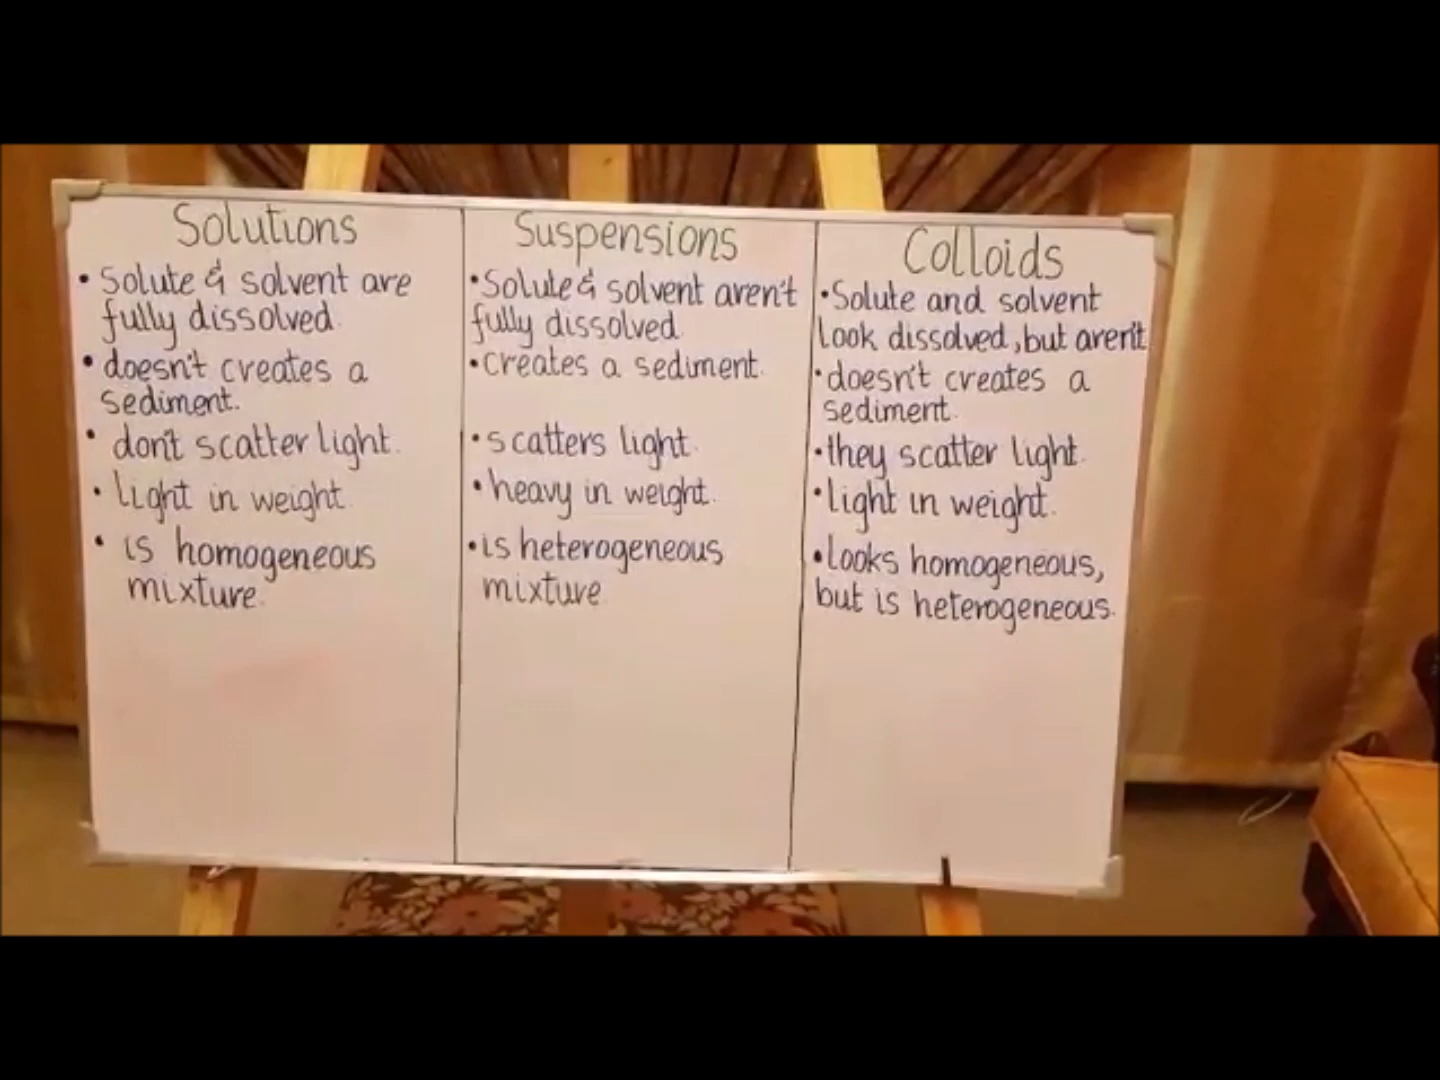 Solutions
• Solute & solvent are
fully dissolved.
• doesn't creates a
sediment.
• don't scatter light.
• Light in weight.
• is homogeneous
mixture.
Suspensions
• Solute & solvent aren't
fully dissolved.
• creates a sediment.
• scatters light.
• heavy in weight.
• is heterogeneous
mixture
Colloids
• Solute and solvent
look dissolved, but aren't
• doesn't creates a
sediment.
• they scatter light.
• light in weight.
• looks homogeneous,
but is heterogeneous.